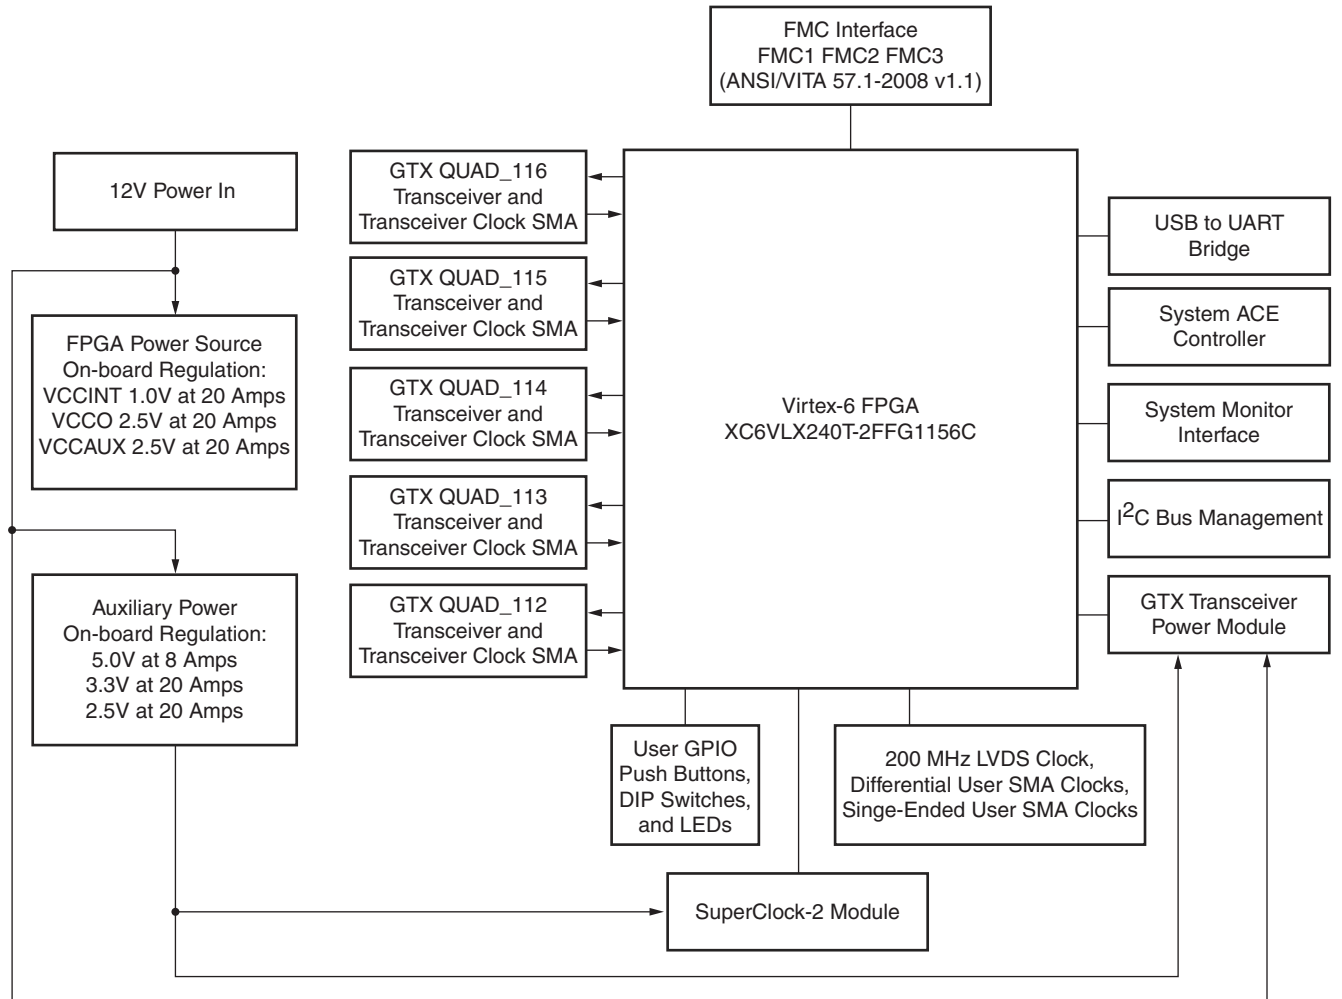 FMC Interface
FMC1 FMC2 FMC3
(ANSI/VITA 57.1-2008 v1.1)
12V Power In
FPGA Power Source
On-board Regulation:
VCCINT 1.0V at 20 Amps
VCCO 2.5V at 20 Amps
VCCAUX 2.5V at 20 Amps
Auxiliary Power
On-board Regulation:
5.0V at 8 Amps
3.3V at 20 Amps
2.5V at 20 Amps
GTX QUAD_116
Transceiver and
Transceiver Clock SMA
GTX QUAD_115
Transceiver and
Transceiver Clock SMA
GTX QUAD_114
Transceiver and
Transceiver Clock SMA
GTX QUAD_113
Transceiver and
Transceiver Clock SMA
GTX QUAD_112
Transceiver and
Transceiver Clock SMA
Virtex-6 FPGA
XC6VLX240T-2FFG1156C
USB to UART
Bridge
System ACE
Controller
System Monitor
Interface
I²C Bus Management
GTX Transceiver
Power Module
User GPIO
Push Buttons,
DIP Switches,
and LEDs
200 MHz LVDS Clock,
Differential User SMA Clocks,
Singe-Ended User SMA Clocks
SuperClock-2 Module